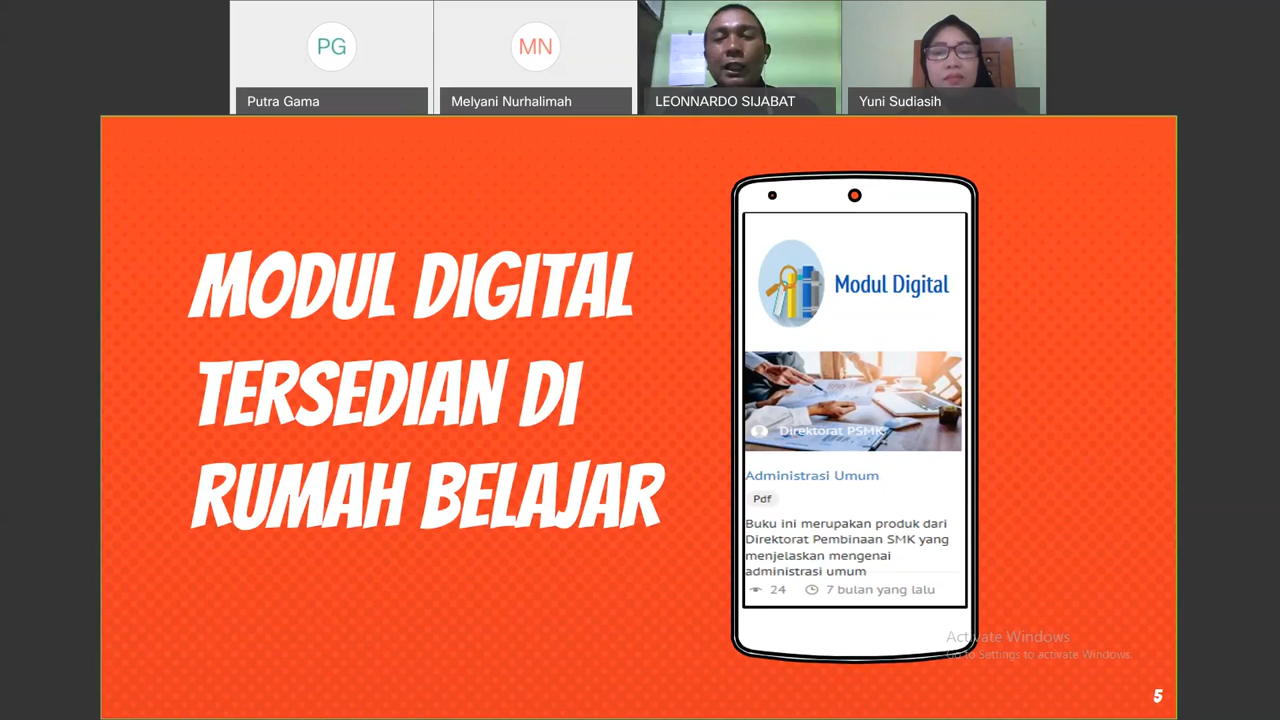 PG
MN
Putra Gama
Melyani Nurhalimah
LEONNARDO SIJABAT
Yuni Sudiasih
MODUL DIGITAL
TERSEDIAN DI
RUMAH BELAJAR
Modul Digital
Direktorat PSMK
Administrasi Umum
Pdf
Buku ini merupakan produk dari
Direktorat Pembinaan SMK yang
menjelaskan mengenai
administrasi umum
24
7 bulan yang lalu
Activate Windows
Go to Settings to activate Windows.
5